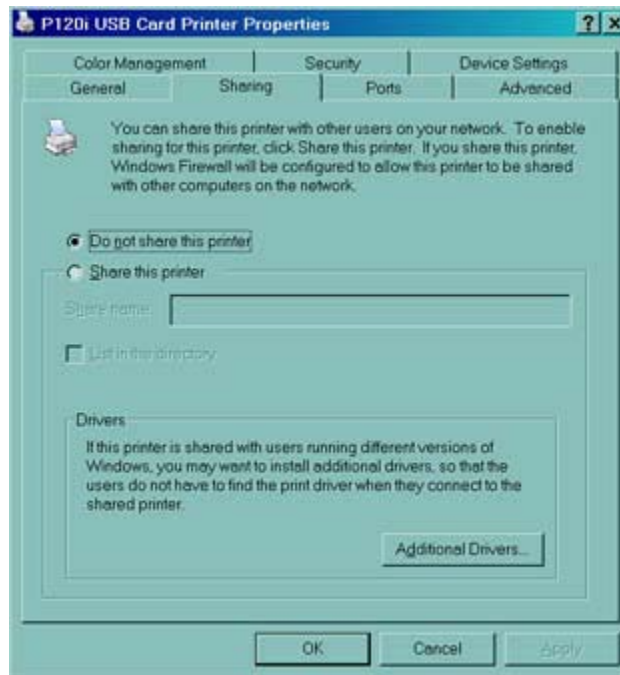 P120i USB Card Printer Properties
? X
Color Management Security Device Settings
General Sharing Ports Advanced
You can share this printer with other users on your network. To enable
sharing for this printer, click Share this printer. If you share this printer,
Windows Firewall will be configured to allow this printer to be shared
with other computers on the network.
Do not share this printer
Share this printer
Share name:
List in the directory
Drivers
If this printer is shared with users running different versions of
Windows, you may want to install additional drivers, so that the
users do not have to find the print driver when they connect to the
shared printer.
Additional Drivers...
OK Cancel Apply